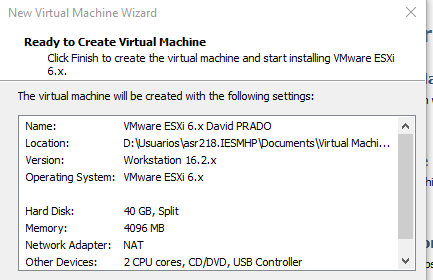 New Virtual Machine Wizard
Ready to Create Virtual Machine
Click Finish to create the virtual machine and start installing VMware ESXi
6.x.
The virtual machine will be created with the following settings:
Name: VMware ESXi 6.x David PRADO
Location: D:\Usuarios\asr218.IESMHP\Documents\Virtual Machi...
Version: Workstation 16.2.x
Operating System: VMware ESXi 6.x
Hard Disk: 40 GB, Split
Memory: 4096 MB
Network Adapter: NAT
Other Devices: 2 CPU cores, CD/DVD, USB Controller